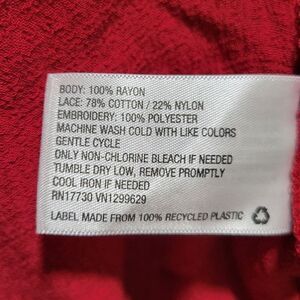 BODY: 100% RAYON
LACE: 78% COTTON / 22% NYLON
EMBROIDERY: 100% POLYESTER
MACHINE WASH COLD WITH LIKE COLORS
GENTLE CYCLE
ONLY NON-CHLORINE BLEACH IF NEEDED
TUMBLE DRY LOW, REMOVE PROMPTLY
COOL IRON IF NEEDED
RN17730 VN1299629
LABEL MADE FROM 100% RECYCLED PLASTIC